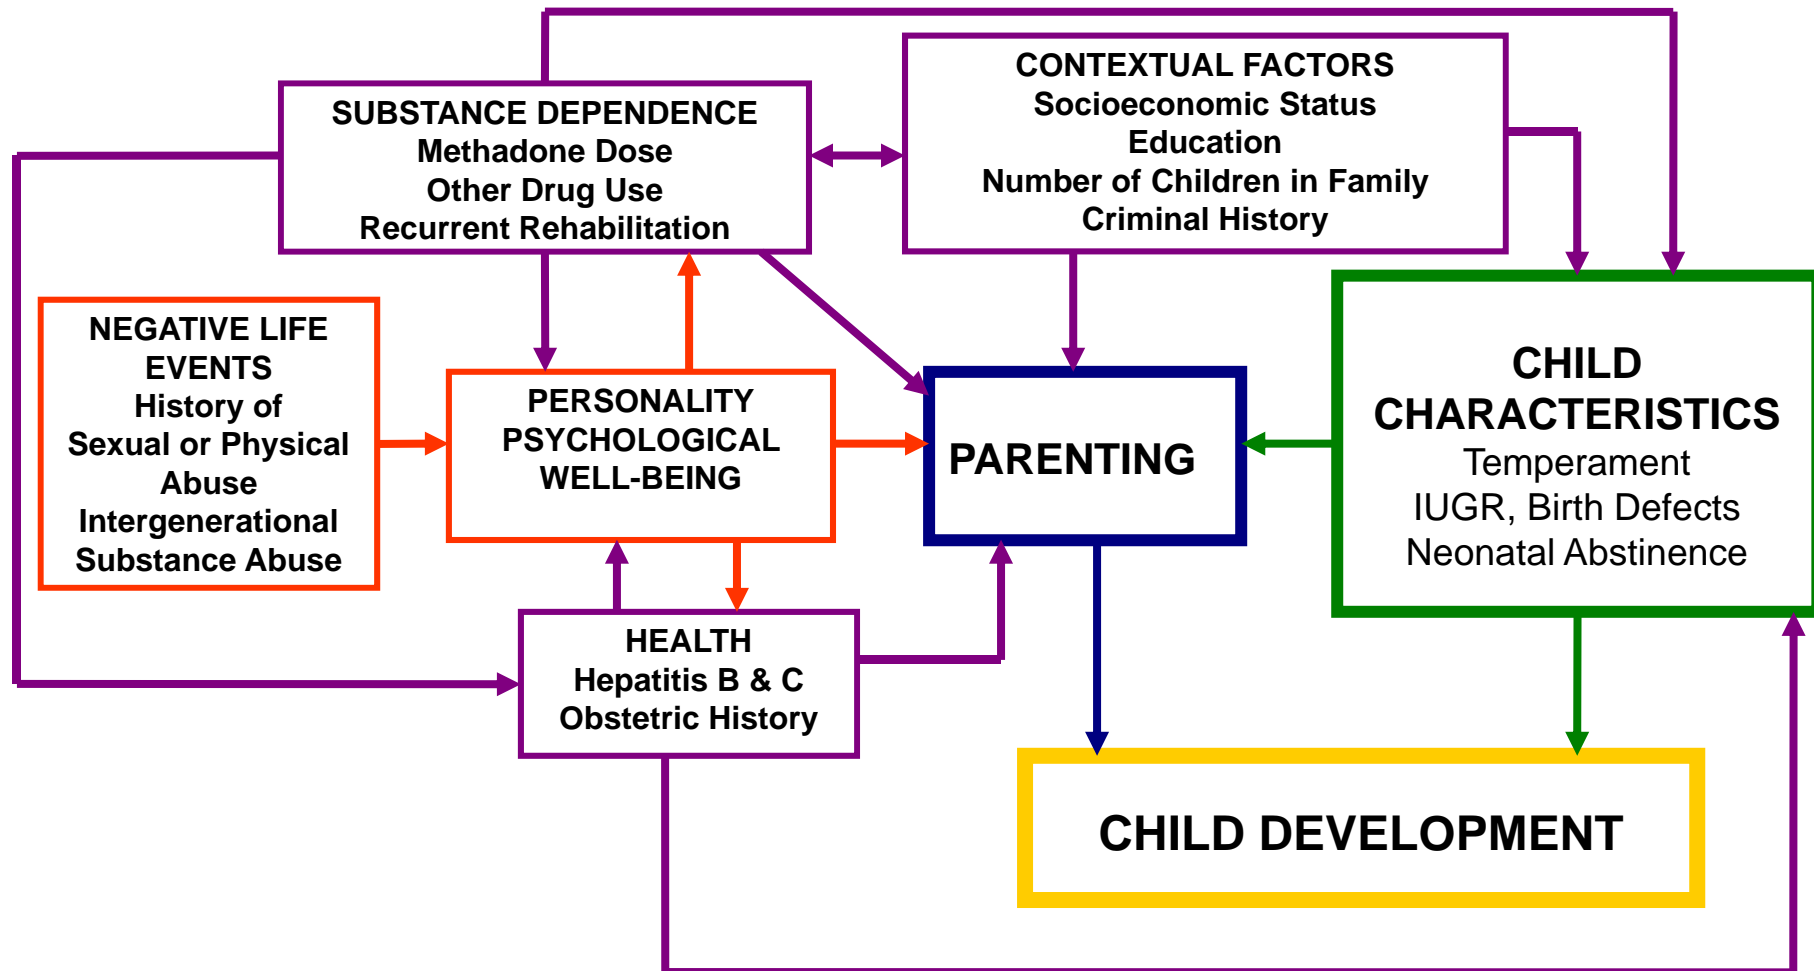 SUBSTANCE DEPENDENCE
Methadone Dose
Other Drug Use
Recurrent Rehabilitation
CONTEXTUAL FACTORS
Socioeconomic Status
Education
Number of Children in Family
Criminal History
NEGATIVE LIFE
EVENTS
History of
Sexual or Physical
Abuse
Intergenerational
Substance Abuse
PERSONALITY
PSYCHOLOGICAL
WELL-BEING
PARENTING
CHILD
CHARACTERISTICS
Temperament
IUGR, Birth Defects
Neonatal Abstinence
HEALTH
Hepatitis B & C
Obstetric History
CHILD DEVELOPMENT